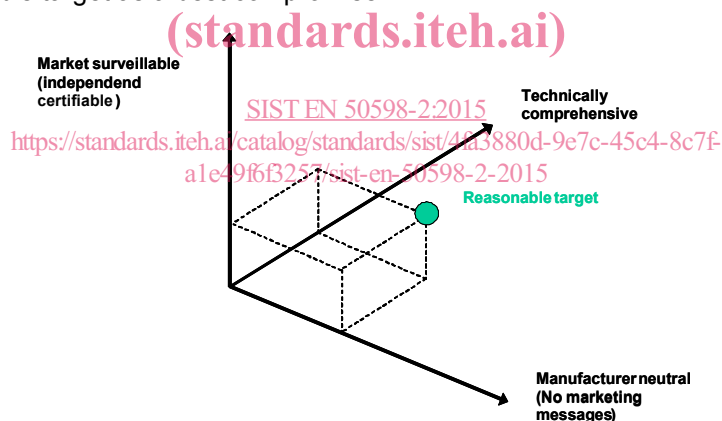 (standards.iteh.ai)
Market surveillable
(independend
certifiable )
SIST EN 50598-2:2015
Technically
comprehensive
https://standards.iteh.ai/catalog/standards/sist/4fa3880d-9e7c-45c4-8c7f-
a1e49f6f3257/sist-en-50598-2-2015
Reasonable target
Manufacturer neutral
(No marketing
messages)